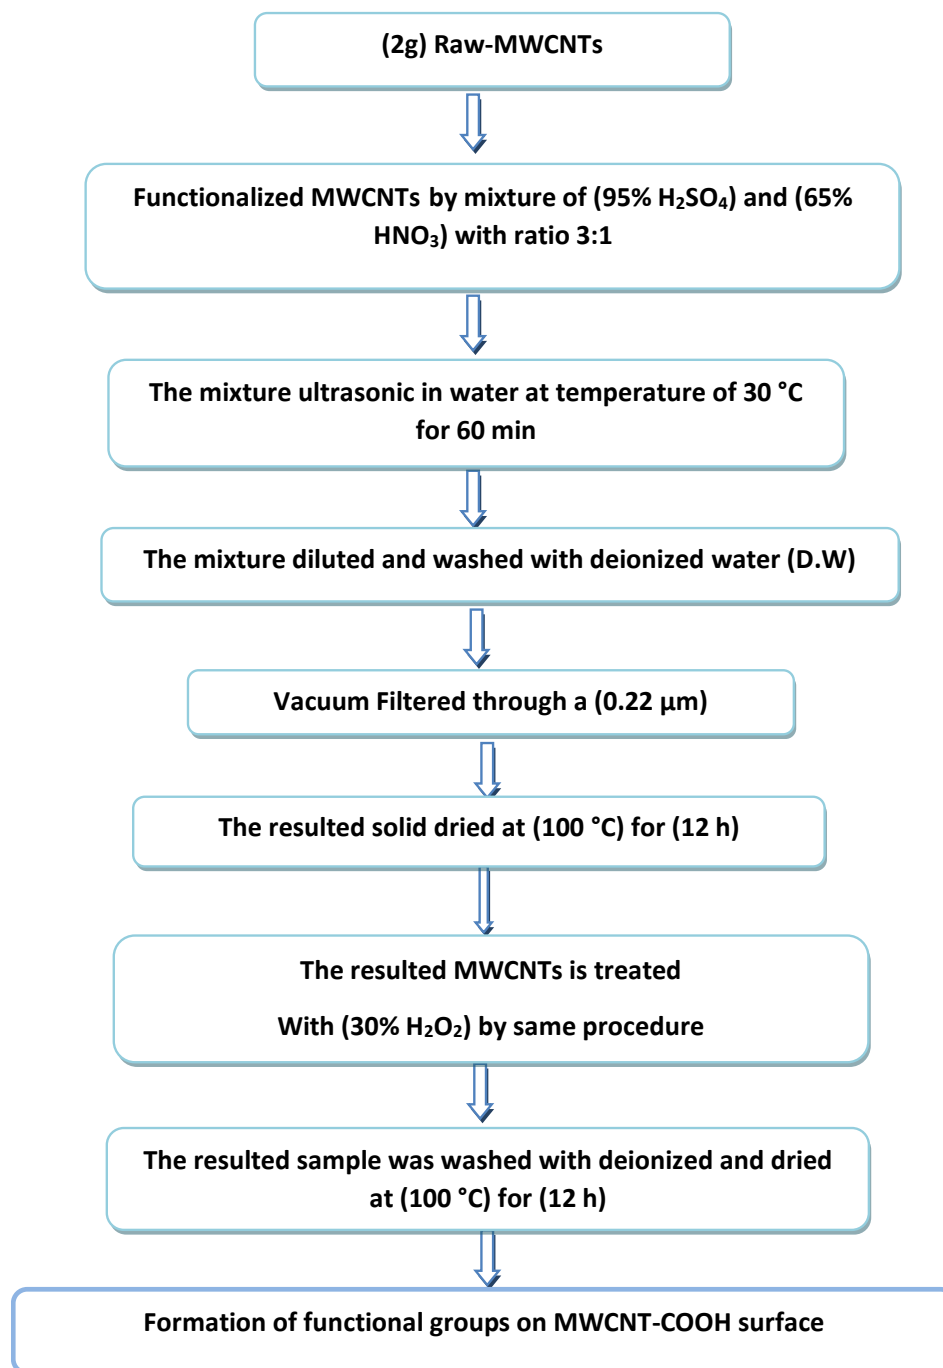 (2g) Raw-MWCNTs
Functionalized MWCNTs by mixture of (95% H₂SO₄) and (65%
HNO₃) with ratio 3:1
The mixture ultrasonic in water at temperature of 30 °C
for 60 min
The mixture diluted and washed with deionized water (D.W)
Vacuum Filtered through a (0.22 µm)
The resulted solid dried at (100 °C) for (12 h)
The resulted MWCNTs is treated
With (30% H₂O₂) by same procedure
The resulted sample was washed with deionized and dried
at (100 °C) for (12 h)
Formation of functional groups on MWCNT-COOH surface